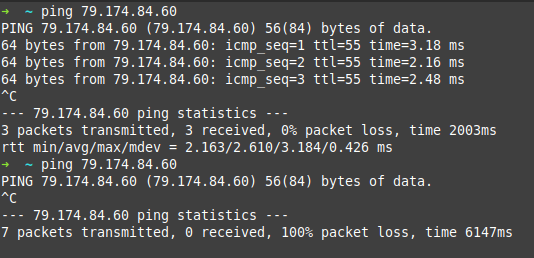 ➜  ~ ping 79.174.84.60
PING 79.174.84.60 (79.174.84.60) 56(84) bytes of data.
64 bytes from 79.174.84.60: icmp_seq=1 ttl=55 time=3.18 ms
64 bytes from 79.174.84.60: icmp_seq=2 ttl=55 time=2.16 ms
64 bytes from 79.174.84.60: icmp_seq=3 ttl=55 time=2.48 ms
^C
--- 79.174.84.60 ping statistics ---
3 packets transmitted, 3 received, 0% packet loss, time 2003ms
rtt min/avg/max/mdev = 2.163/2.610/3.184/0.426 ms
➜  ~ ping 79.174.84.60
PING 79.174.84.60 (79.174.84.60) 56(84) bytes of data.
^C
--- 79.174.84.60 ping statistics ---
7 packets transmitted, 0 received, 100% packet loss, time 6147ms